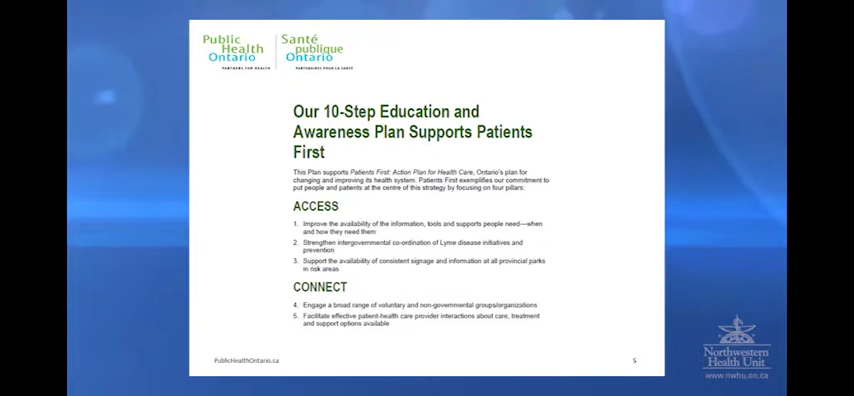 Public
Health
Ontario
PARTNERS FOR HEALTH
Santé
publique
Ontario
PARTENAIRES POUR LA SANTÉ
Our 10-Step Education and
Awareness Plan Supports Patients
First
This Plan supports Patients First: Action Plan for Health Care, Ontario's plan for
changing and improving its health system. Patients First exemplifies our commitment to
put people and patients at the centre of this strategy by focusing on four pillars:
ACCESS
1. Improve the availability of the information, tools and supports people need—when
and how they need them
2. Strengthen intergovernmental co-ordination of Lyme disease initiatives and
prevention
3. Support the availability of consistent signage and information at all provincial parks
in risk areas
CONNECT
4. Engage a broad range of voluntary and non-governmental groups/organizations
5. Facilitate effective patient-health care provider interactions about care, treatment
and support options available
PublicHealthOntario.ca
5
Northwestern
Health Unit
www.nwhu.on.ca